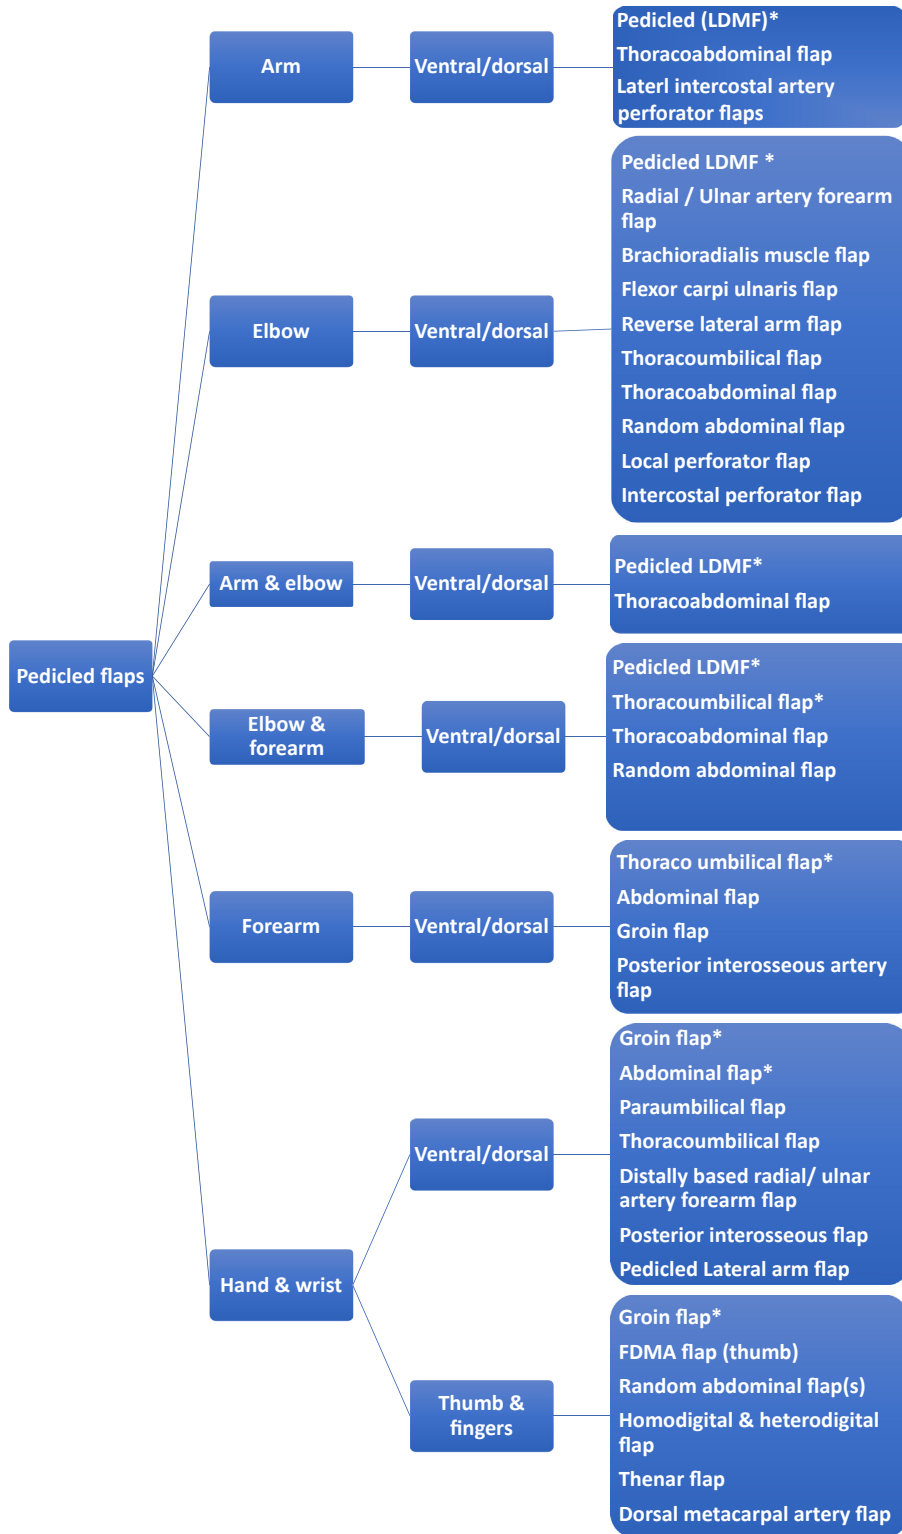 Pedicled flaps
Arm
Ventral/dorsal
Pedicled (LDMF)*
Thoracoabdominal flap
Laterl intercostal artery
perforator flaps
Elbow
Ventral/dorsal
Pedicled LDMF *
Radial / Ulnar artery forearm
flap
Brachioradialis muscle flap
Flexor carpi ulnaris flap
Reverse lateral arm flap
Thoracoumbilical flap
Thoracoabdominal flap
Random abdominal flap
Local perforator flap
Intercostal perforator flap
Arm & elbow
Ventral/dorsal
Pedicled LDMF*
Thoracoabdominal flap
Elbow &
forearm
Ventral/dorsal
Pedicled LDMF*
Thoracoumbilical flap*
Thoracoabdominal flap
Random abdominal flap
Forearm
Ventral/dorsal
Thoraco umbilical flap*
Abdominal flap
Groin flap
Posterior interosseous artery
flap
Hand & wrist
Ventral/dorsal
Groin flap*
Abdominal flap*
Paraumbilical flap
Thoracoumbilical flap
Distally based radial/ ulnar
artery forearm flap
Posterior interosseous flap
Pedicled Lateral arm flap
Thumb &
fingers
Groin flap*
FDMA flap (thumb)
Random abdominal flap(s)
Homodigital & heterodigital
flap
Thenar flap
Dorsal metacarpal artery flap